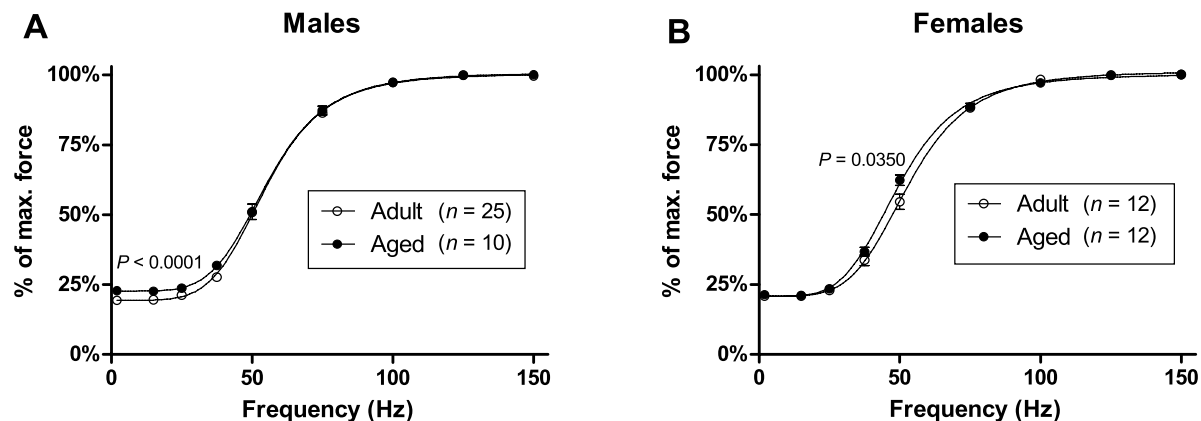 A
Males
% of max. force
100%
75%
50%
25%
0%
P < 0.0001
Adult (n = 25)
Aged (n = 10)
0 50 100 150
Frequency (Hz)
B
Females
% of max. force
100%
75%
50%
25%
0%
P = 0.0350
Adult (n = 12)
Aged (n = 12)
0 50 100 150
Frequency (Hz)